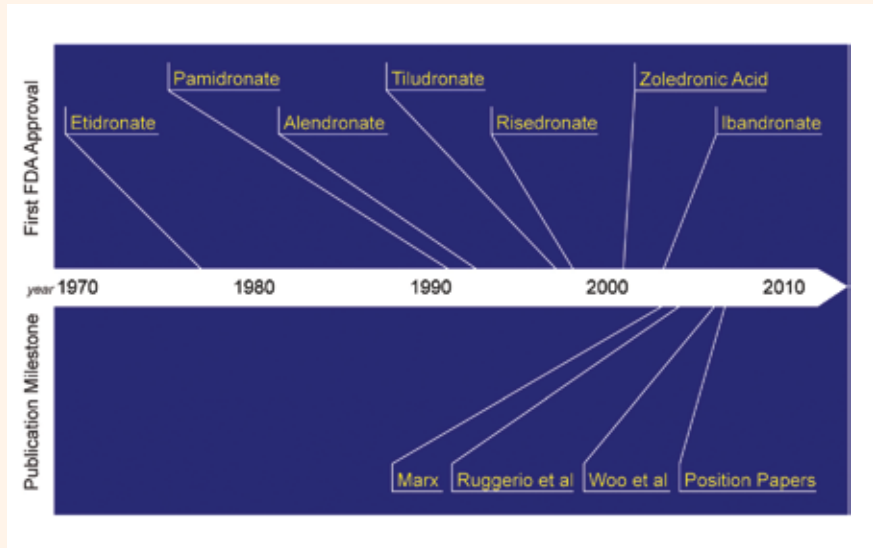 First FDA Approval
Pamidronate
Tiludronate
Zoledronic Acid
Etidronate
Alendronate
Risedronate
Ibandronate
year 1970 1980 1990 2000 2010
Publication Milestone
Marx
Ruggerio et al
Woo et al
Position Papers